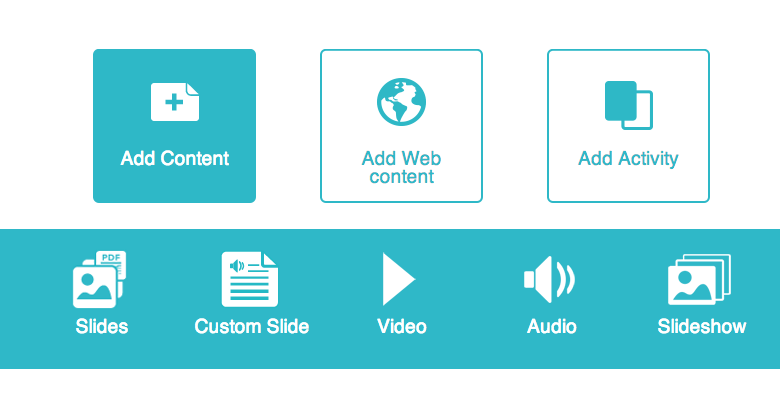 Add Content
Add Web
content
Add Activity
PDF
Slides
Custom Slide
Video
Audio
Slideshow